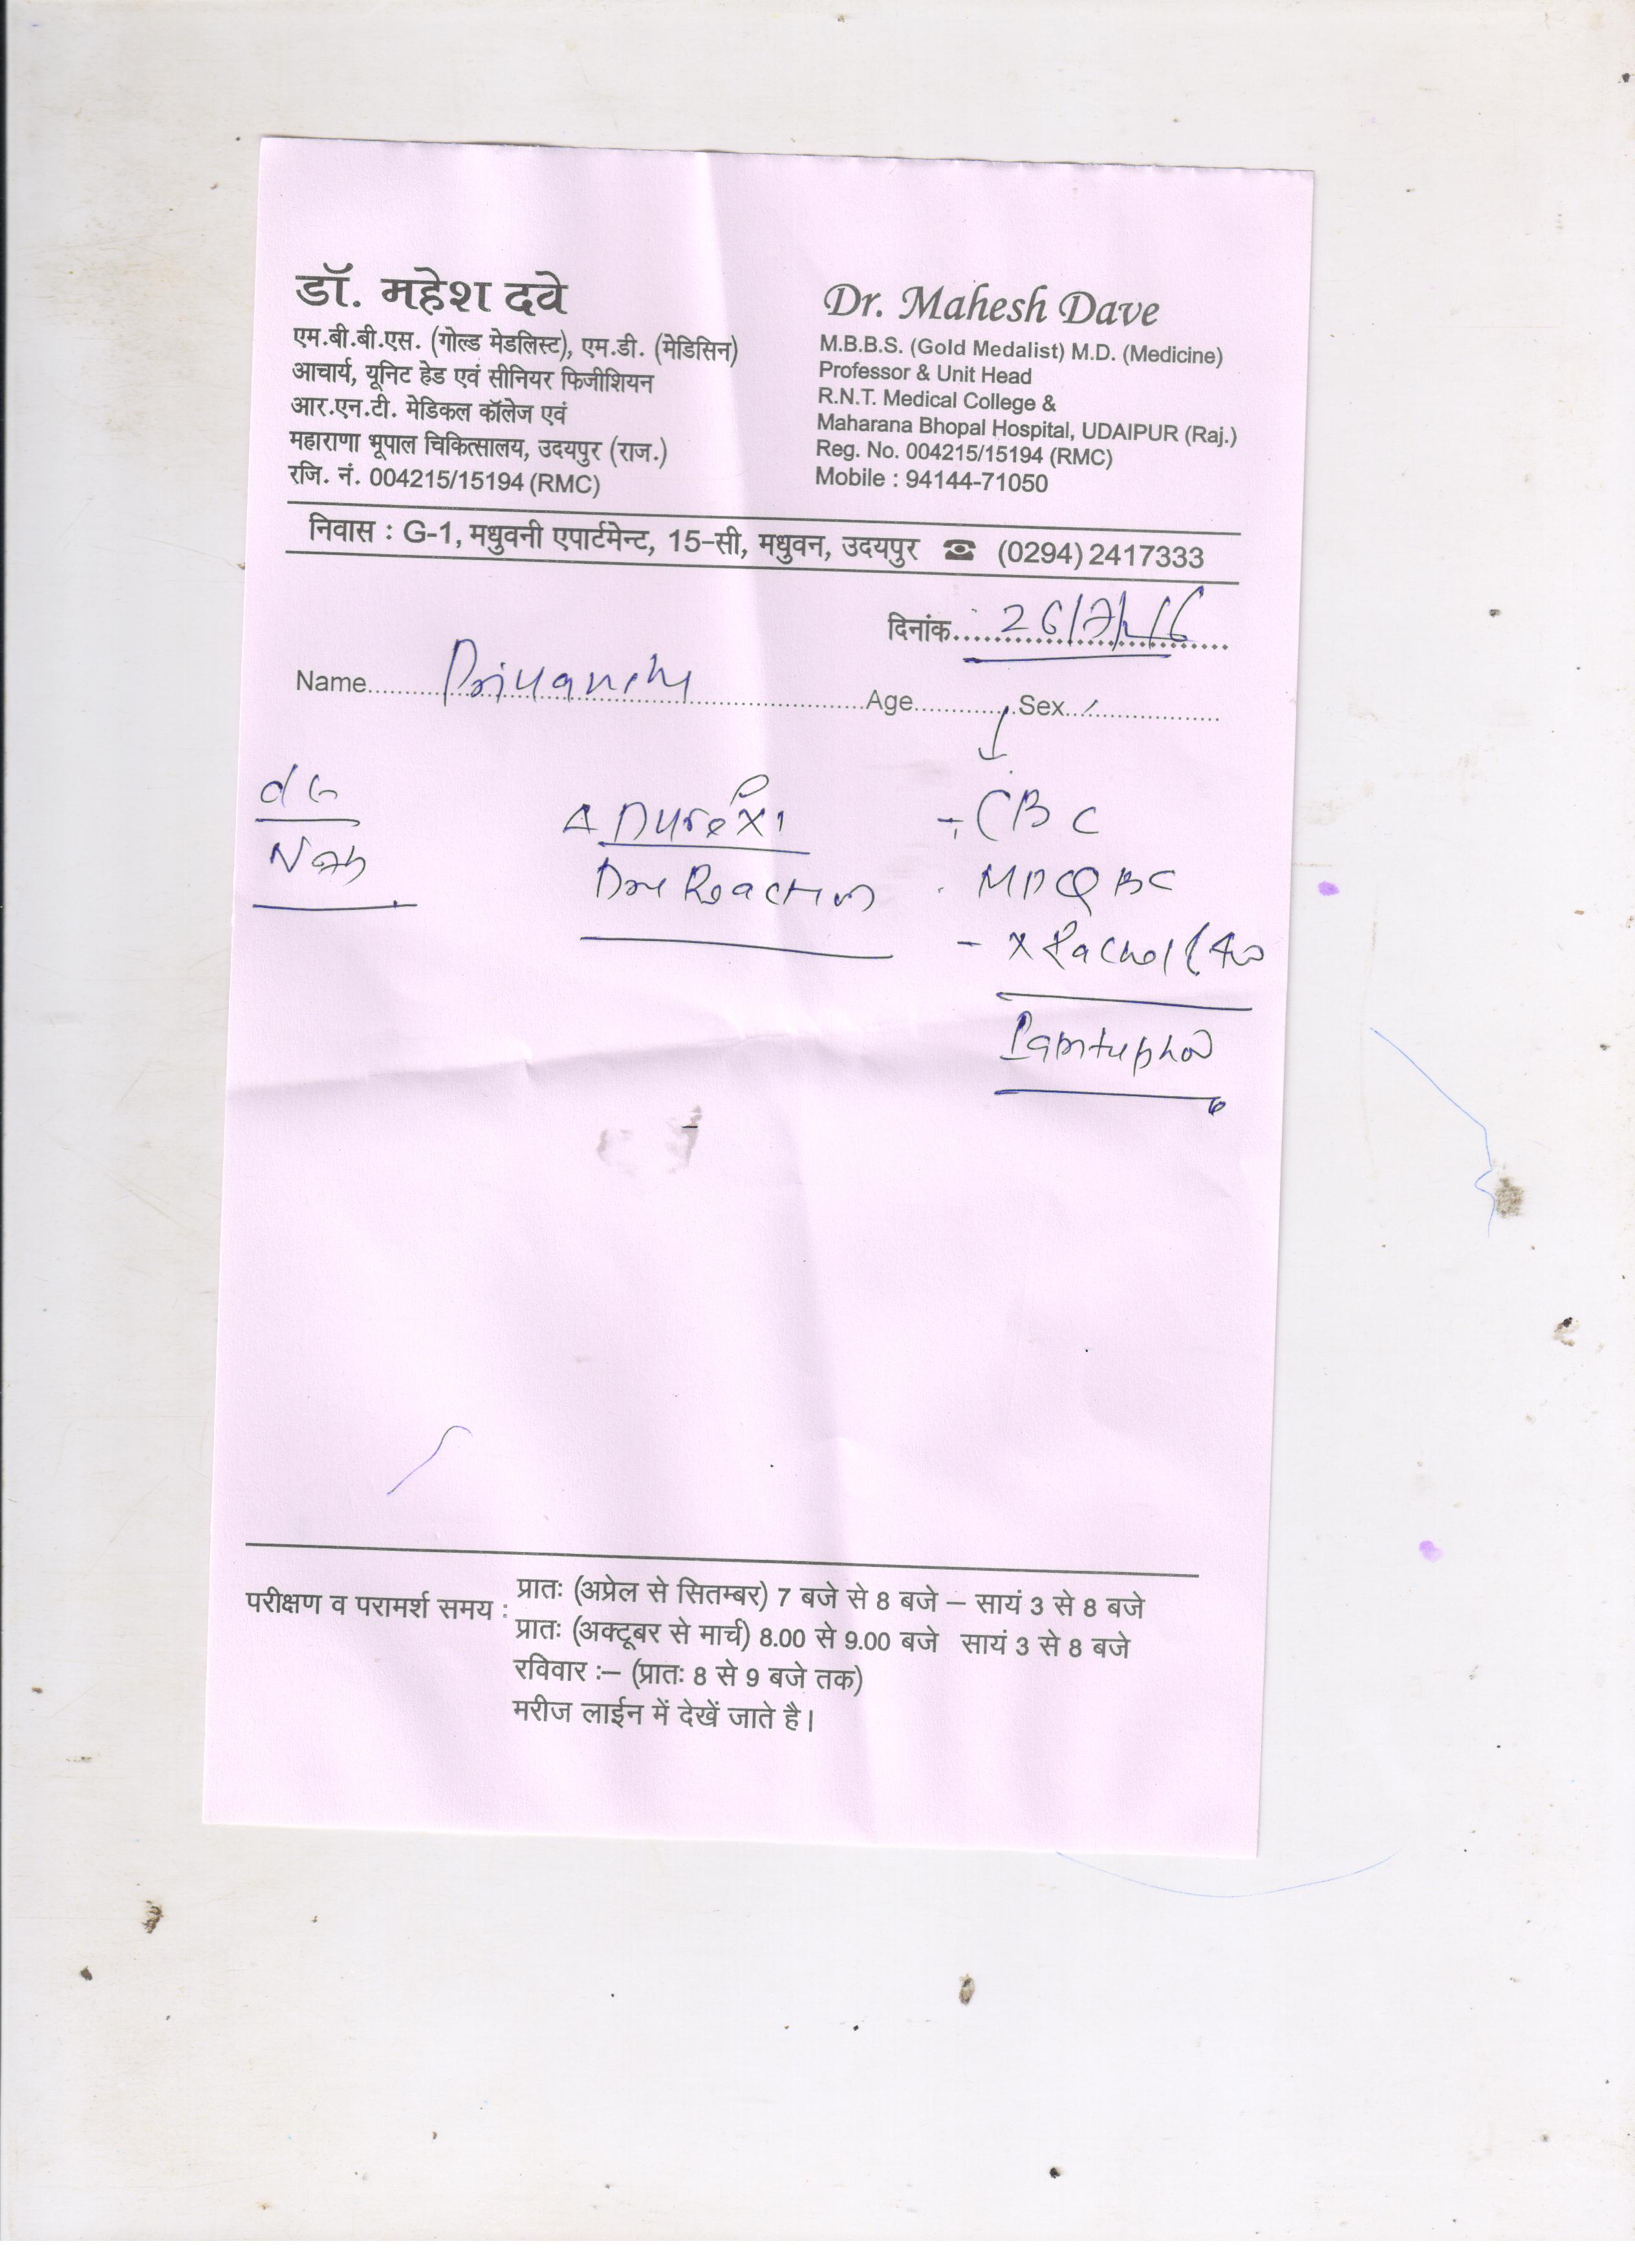 डॉ. महेश दवे
एम.बी.बी.एस. (गोल्ड मेडलिस्ट), एम.डी. (मेडिसिन)
आचार्य, यूनिट हेड एवं सीनियर फिजीशियन
आर.एन.टी. मेडिकल कॉलेज एवं
महाराणा भूपाल चिकित्सालय, उदयपुर (राज.)
रजि. नं. 004215/15194 (RMC)
Dr. Mahesh Dave
M.B.B.S. (Gold Medalist) M.D. (Medicine)
Professor & Unit Head
R.N.T. Medical College &
Maharana Bhopal Hospital, UDAIPUR (Raj.)
Reg. No. 004215/15194 (RMC)
Mobile : 94144-71050
निवास : G-1, मधुवनी एपार्टमेन्ट, 15-सी, मधुवन, उदयपुर ☎ (0294) 2417333
दिनांक
Name Age Sex
CBC
Reaction
MPQBC
परीक्षण व परामर्श समय : प्रातः (अप्रेल से सितम्बर) 7 बजे से 8 बजे – सायं 3 से 8 बजे
प्रातः (अक्टूबर से मार्च) 8.00 से 9.00 बजे सायं 3 से 8 बजे
रविवार :– (प्रातः 8 से 9 बजे तक)
मरीज लाईन में देखें जाते है।